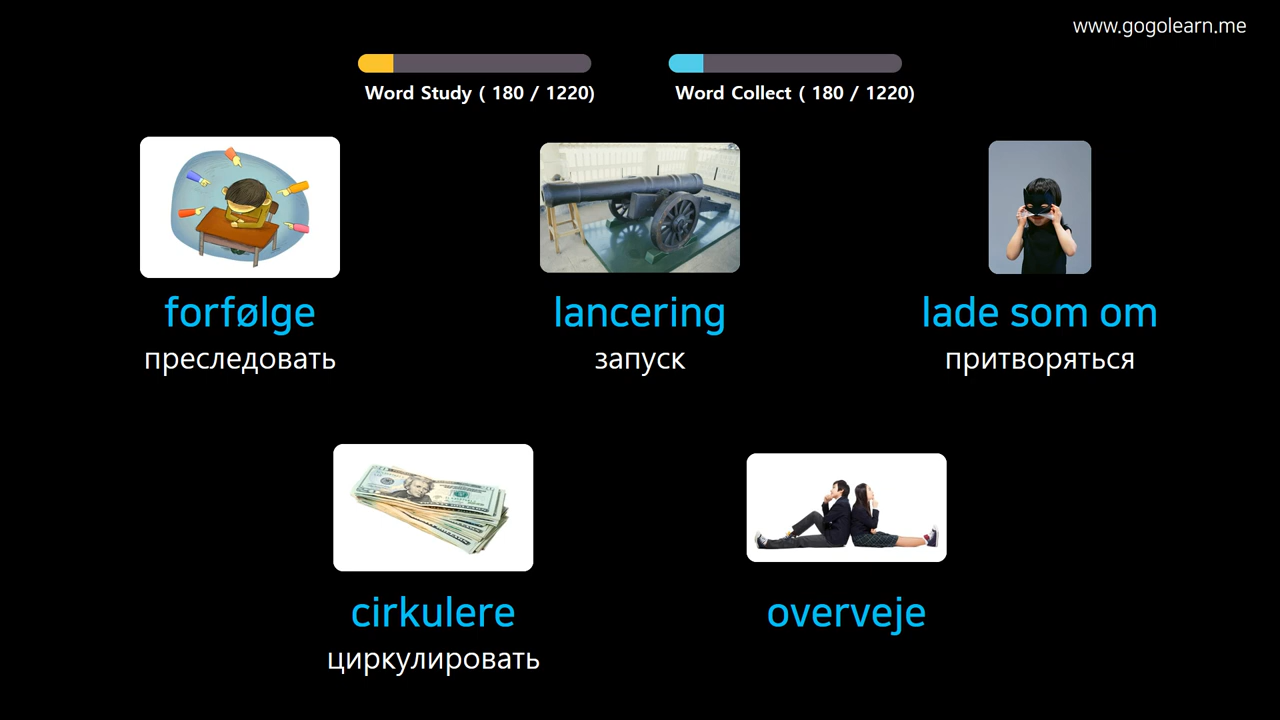 www.gogolearn.me
Word Study ( 180 / 1220)
Word Collect ( 180 / 1220)
forfølge
преследовать
lancering
запуск
lade som om
притворяться
cirkulere
циркулировать
overveje